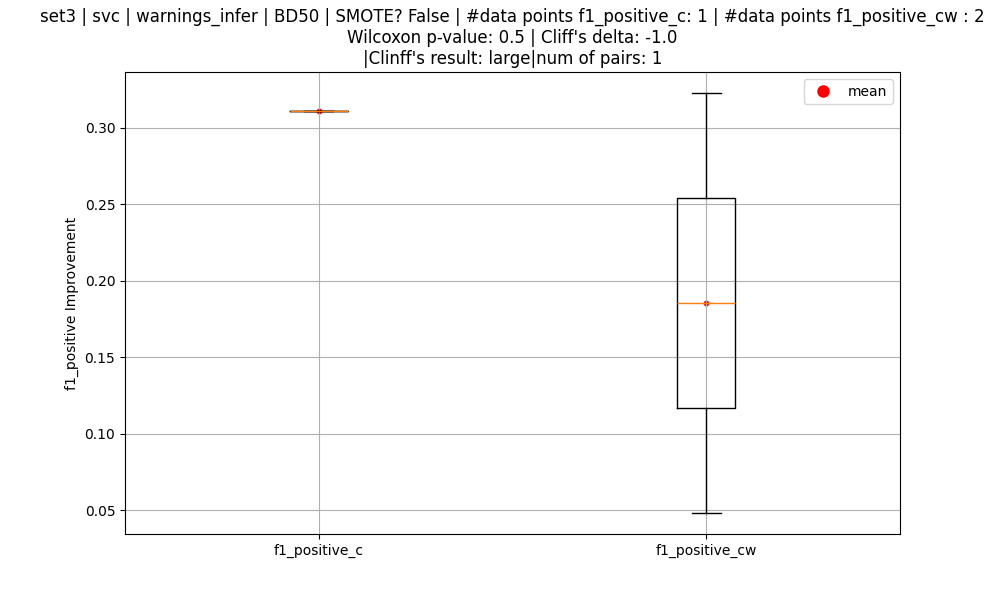 set3 | svc | warnings_infer | BD50 | SMOTE? False | #data points f1_positive_c: 1 | #data points f1_positive_cw : 2
Wilcoxon p-value: 0.5 | Cliff's delta: -1.0
|Clinff's result: large|num of pairs: 1
mean
f1_positive Improvement
0.30
0.25
0.20
0.15
0.10
0.05
f1_positive_c
f1_positive_cw